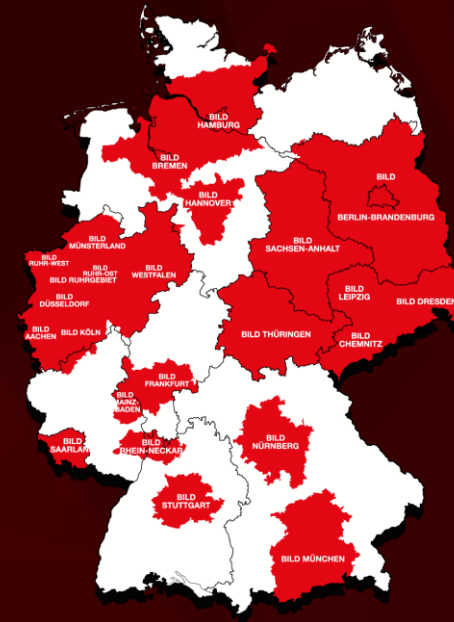 BILD
HAMBURG
BILD
BREMEN
BILD
HANNOVER
BILD
BERLIN-BRANDENBURG
BILD
MÜNSTERLAND
BILD
SACHSEN-ANHALT
BILD
RUHR-WEST
BILD
RUHR-OST
BILD RUHRGEBIET
BILD
WESTFALEN
BILD
DÜSSELDORF
BILD
LEIPZIG
BILD DRESDEN
BILD
AACHEN
BILD KÖLN
BILD THÜRINGEN
BILD
CHEMNITZ
BILD
FRANKFURT
BILD
MAINZ-
BADEN
BILD
SAARLAN
BILD
RHEIN-NECKAR
BILD
NÜRNBERG
BILD
STUTTGART
BILD MÜNCHEN